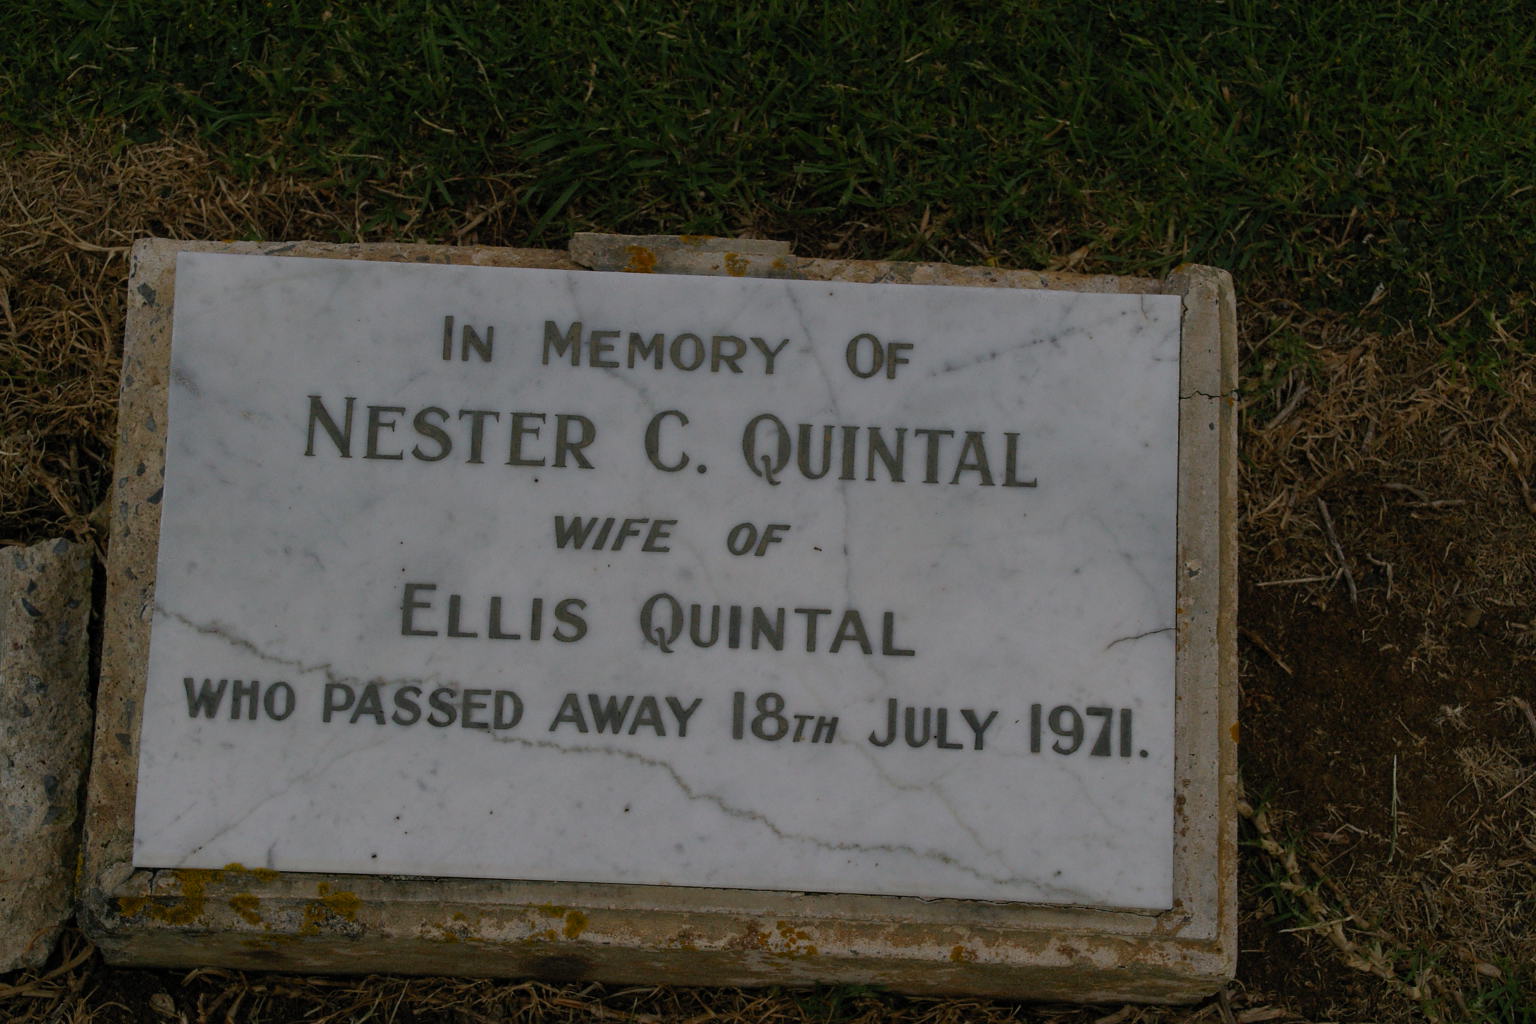 In Memory Of
Nester C. Quintal
WIFE OF
Ellis Quintal
WHO PASSED AWAY 18TH July 1971.